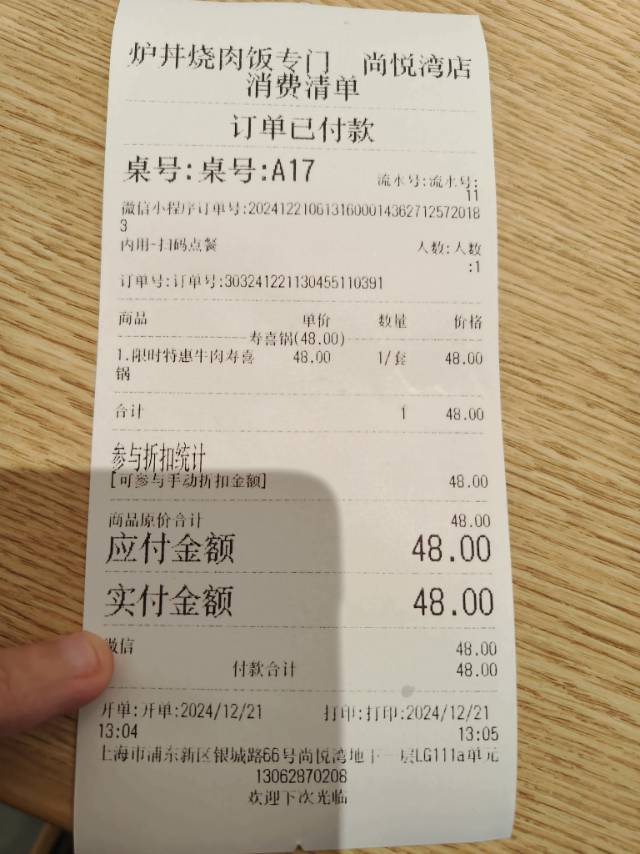 炉丼烧肉饭专门 尚悦湾店
消费清单
订单已付款
桌号:桌号:A17 流水号:流水号:
11
微信小程序订单号:2024122106131600014362712572018
3
内用-扫码点餐 人数:人数
:1
订单号:订单号:303241221130455110391
商品 单价 数量 价格
寿喜锅(48.00)
1.限时特惠牛肉寿喜 48.00 1/套 48.00
锅
合计 1 48.00
参与折扣统计
[可参与手动折扣金额] 48.00
商品原价合计 48.00
应付金额 48.00
实付金额 48.00
微信 48.00
付款合计 48.00
开单:开单:2024/12/21 打印:打印:2024/12/21
13:04 13:05
上海市浦东新区银城路66号尚悦湾地下一层LG111a单元
13062870208
欢迎下次光临